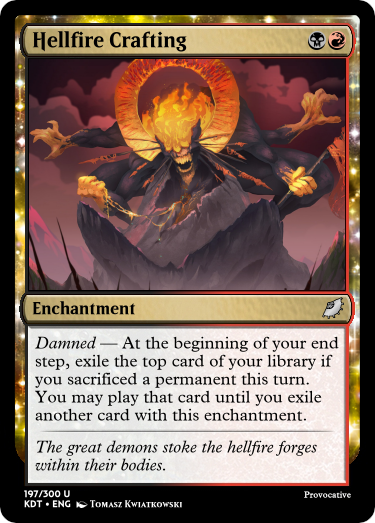 Hellfire Crafting
Enchantment
Damned — At the beginning of your end
step, exile the top card of your library if
you sacrificed a permanent this turn.
You may play that card until you exile
another card with this enchantment.
The great demons stoke the hellfire forges
within their bodies.
197/300 U
KDT • ENG Tomasz Kwiatkowski
Provocative